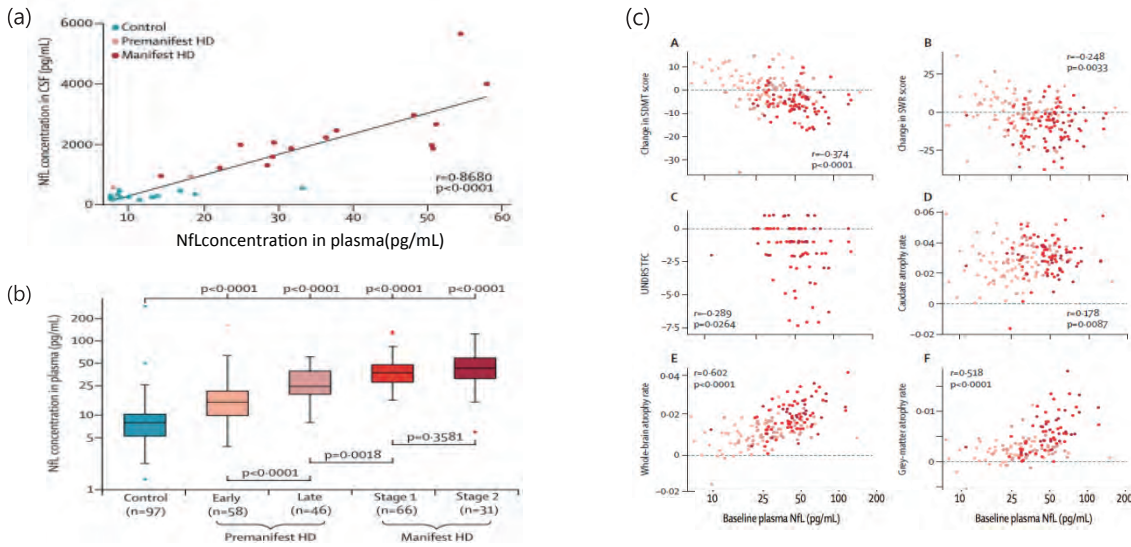 (a)
6000
4000
2000
0
NfL concentration in CSF (pg/mL)
Control
Premanifest HD
Manifest HD
r=0·8680
p<0·0001
10 20 30 40 50 60
NfLconcentration in plasma(pg/mL)
(b)
p<0·0001 p<0·0001 p<0·0001 p<0·0001
200
100
50
25
10
5
1
NfL concentration in plasma (pg/mL)
p=0·3581
p=0·0018
p<0·0001
Control Early Late Stage 1 Stage 2
(n=97) (n=58) (n=46) (n=66) (n=31)
Premanifest HD Manifest HD
(c)
A
20
10
0
−10
−20
−30
Change in SDMT score
r=−0·374
p<0·0001
B
25
0
−25
Change in SWR score
r=−0·248
p=0·0033
C
0
−2·5
−5·0
−75
UNDRS TFC
r=−0·289
p=0·0264
D
0·06
0·04
0·02
0
−0·02
Caudate atrophy rate
r=0·178
p=0·0087
E
0·04
0·02
0
−0·02
Whole-brain atrophy rate
r=0·602
p<0·0001
10 25 50 100 200
Baseline plasma NfL (pg/mL)
F
0·01
0
Grey-matter atrophy rate
r=0·518
p<0·0001
10 25 50 100 200
Baseline plasma NfL (pg/mL)